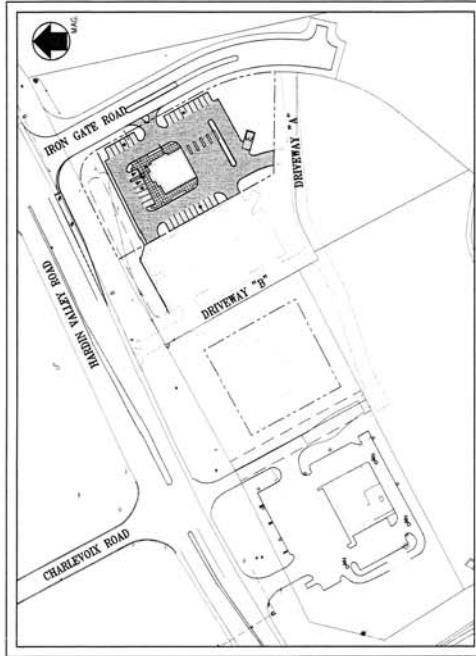 MAG.
IRON GATE ROAD
HARDIN VALLEY ROAD
DRIVEWAY "A"
DRIVEWAY "B"
CHARLEVOIX ROAD